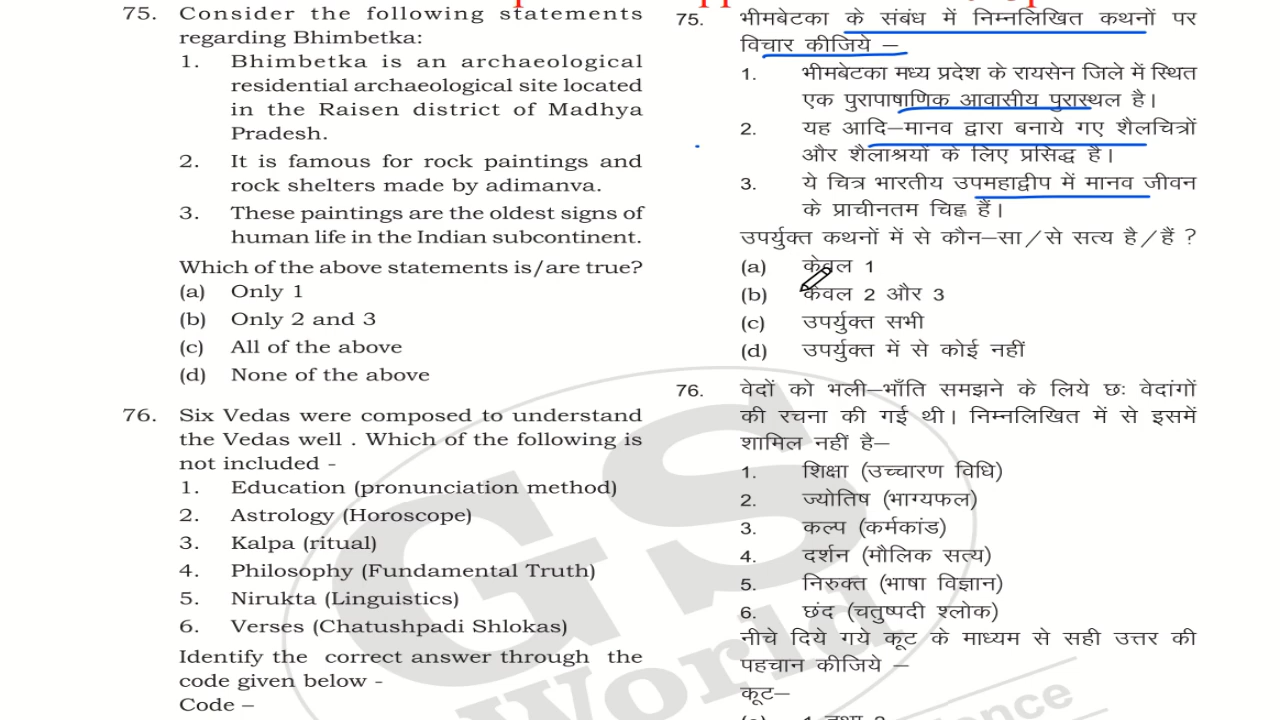 75. Consider the following statements
regarding Bhimbetka:
1. Bhimbetka is an archaeological
residential archaeological site located
in the Raisen district of Madhya
Pradesh.
2. It is famous for rock paintings and
rock shelters made by adimanva.
3. These paintings are the oldest signs of
human life in the Indian subcontinent.
Which of the above statements is/are true?
(a) Only 1
(b) Only 2 and 3
(c) All of the above
(d) None of the above
76. Six Vedas were composed to understand
the Vedas well . Which of the following is
not included -
1. Education (pronunciation method)
2. Astrology (Horoscope)
3. Kalpa (ritual)
4. Philosophy (Fundamental Truth)
5. Nirukta (Linguistics)
6. Verses (Chatushpadi Shlokas)
Identify the correct answer through the
code given below -
Code –
75. भीमबेटका के संबंध में निम्नलिखित कथनों पर
विचार कीजिये –
1. भीमबेटका मध्य प्रदेश के रायसेन जिले में स्थित
एक पुरापाषाणिक आवासीय पुरास्थल है।
2. यह आदि–मानव द्वारा बनाये गए शैलचित्रों
और शैलाश्रयों के लिए प्रसिद्ध है।
3. ये चित्र भारतीय उपमहाद्वीप में मानव जीवन
के प्राचीनतम चिह्न हैं।
उपर्युक्त कथनों में से कौन–सा/से सत्य है/हैं ?
(a) केवल 1
(b) केवल 2 और 3
(c) उपर्युक्त सभी
(d) उपर्युक्त में से कोई नहीं
76. वेदों को भली–भाँति समझने के लिये छः वेदांगों
की रचना की गई थी। निम्नलिखित में से इसमें
शामिल नहीं है–
1. शिक्षा (उच्चारण विधि)
2. ज्योतिष (भाग्यफल)
3. कल्प (कर्मकांड)
4. दर्शन (मौलिक सत्य)
5. निरुक्त (भाषा विज्ञान)
6. छंद (चतुष्पदी श्लोक)
नीचे दिये गये कूट के माध्यम से सही उत्तर की
पहचान कीजिये –
कूट–
GS
World